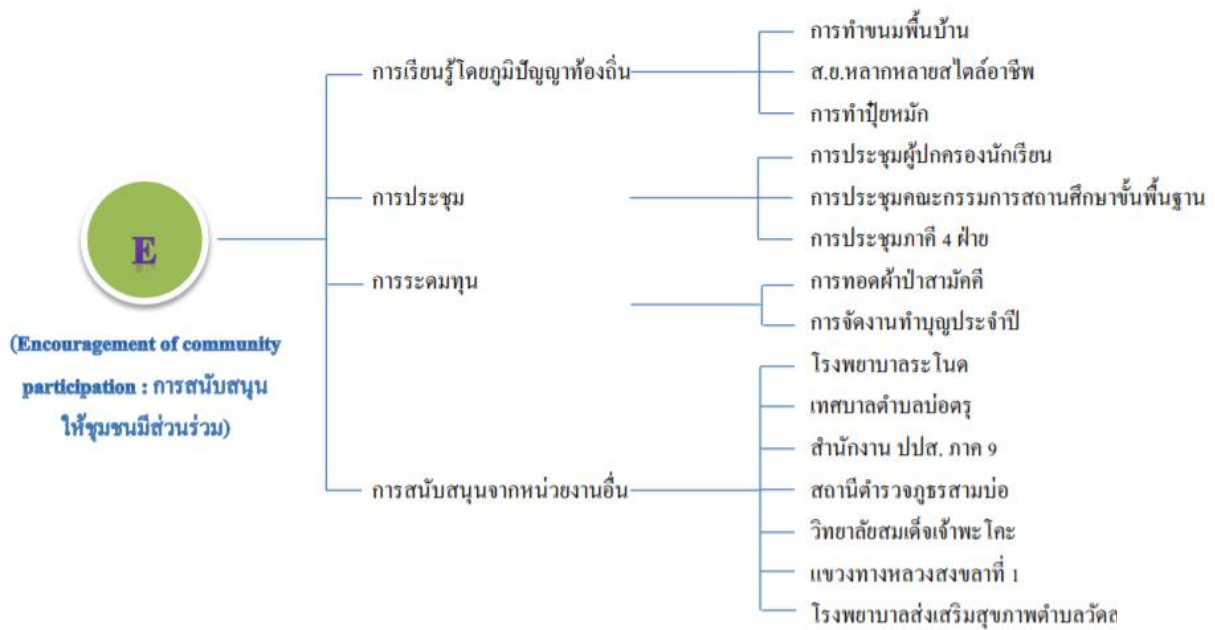 E
(Encouragement of community
participation : การสนับสนุน
ให้ชุมชนมีส่วนร่วม)
การเรียนรู้โดยภูมิปัญญาท้องถิ่น
การทำขนมพื้นบ้าน
ส.ย.หลากหลายสไตล์อาชีพ
การทำปุ๋ยหมัก
การประชุม
การประชุมผู้ปกครองนักเรียน
การประชุมคณะกรรมการสถานศึกษาขั้นพื้นฐาน
การประชุมภาคี 4 ฝ่าย
การระดมทุน
การทอดผ้าป่าสามัคคี
การจัดงานทำบุญประจำปี
การสนับสนุนจากหน่วยงานอื่น
โรงพยาบาลระโนด
เทศบาลตำบลบ่อตรุ
สำนักงาน ปปส. ภาค 9
สถานีตำรวจภูธรสามบ่อ
วิทยาลัยสมเด็จเจ้าพะโคะ
แขวงทางหลวงสงขลาที่ 1
โรงพยาบาลส่งเสริมสุขภาพตำบลวัดส